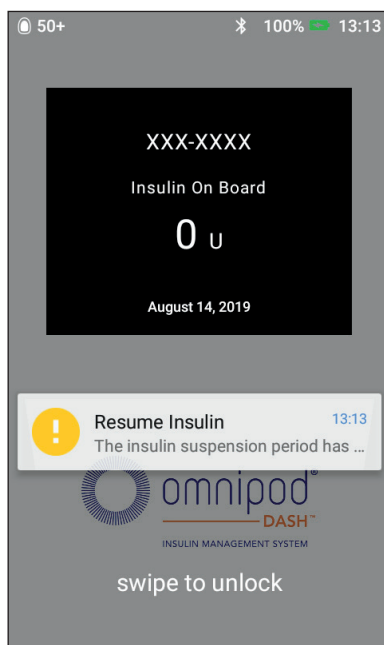 50+ 100% 13:13
XXX-XXXX
Insulin On Board
0 U
August 14, 2019
Resume Insulin 13:13
The insulin suspension period has ...
omnipod®
DASH™
INSULIN MANAGEMENT SYSTEM
swipe to unlock